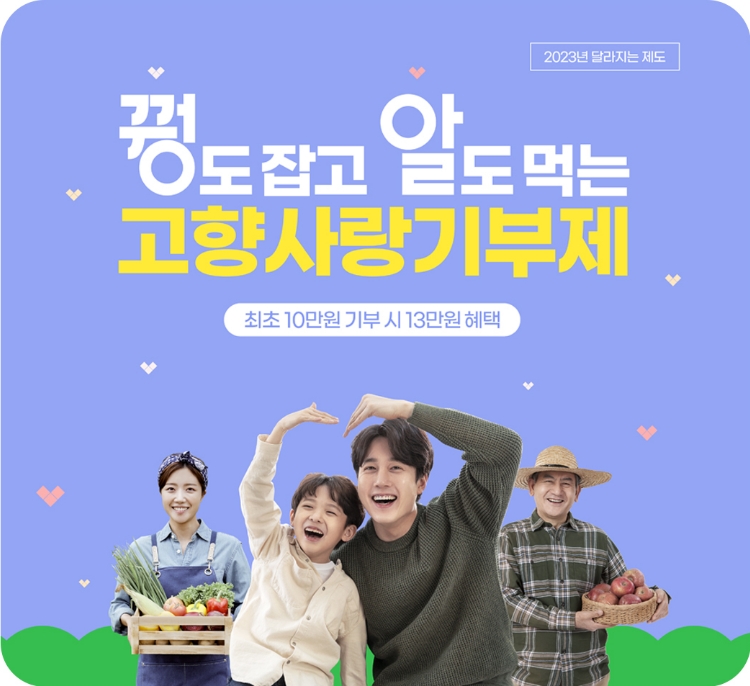 2023년 달라지는 제도
꿩도 잡고 알도 먹는
고향사랑기부제
최초 10만원 기부 시 13만원 혜택